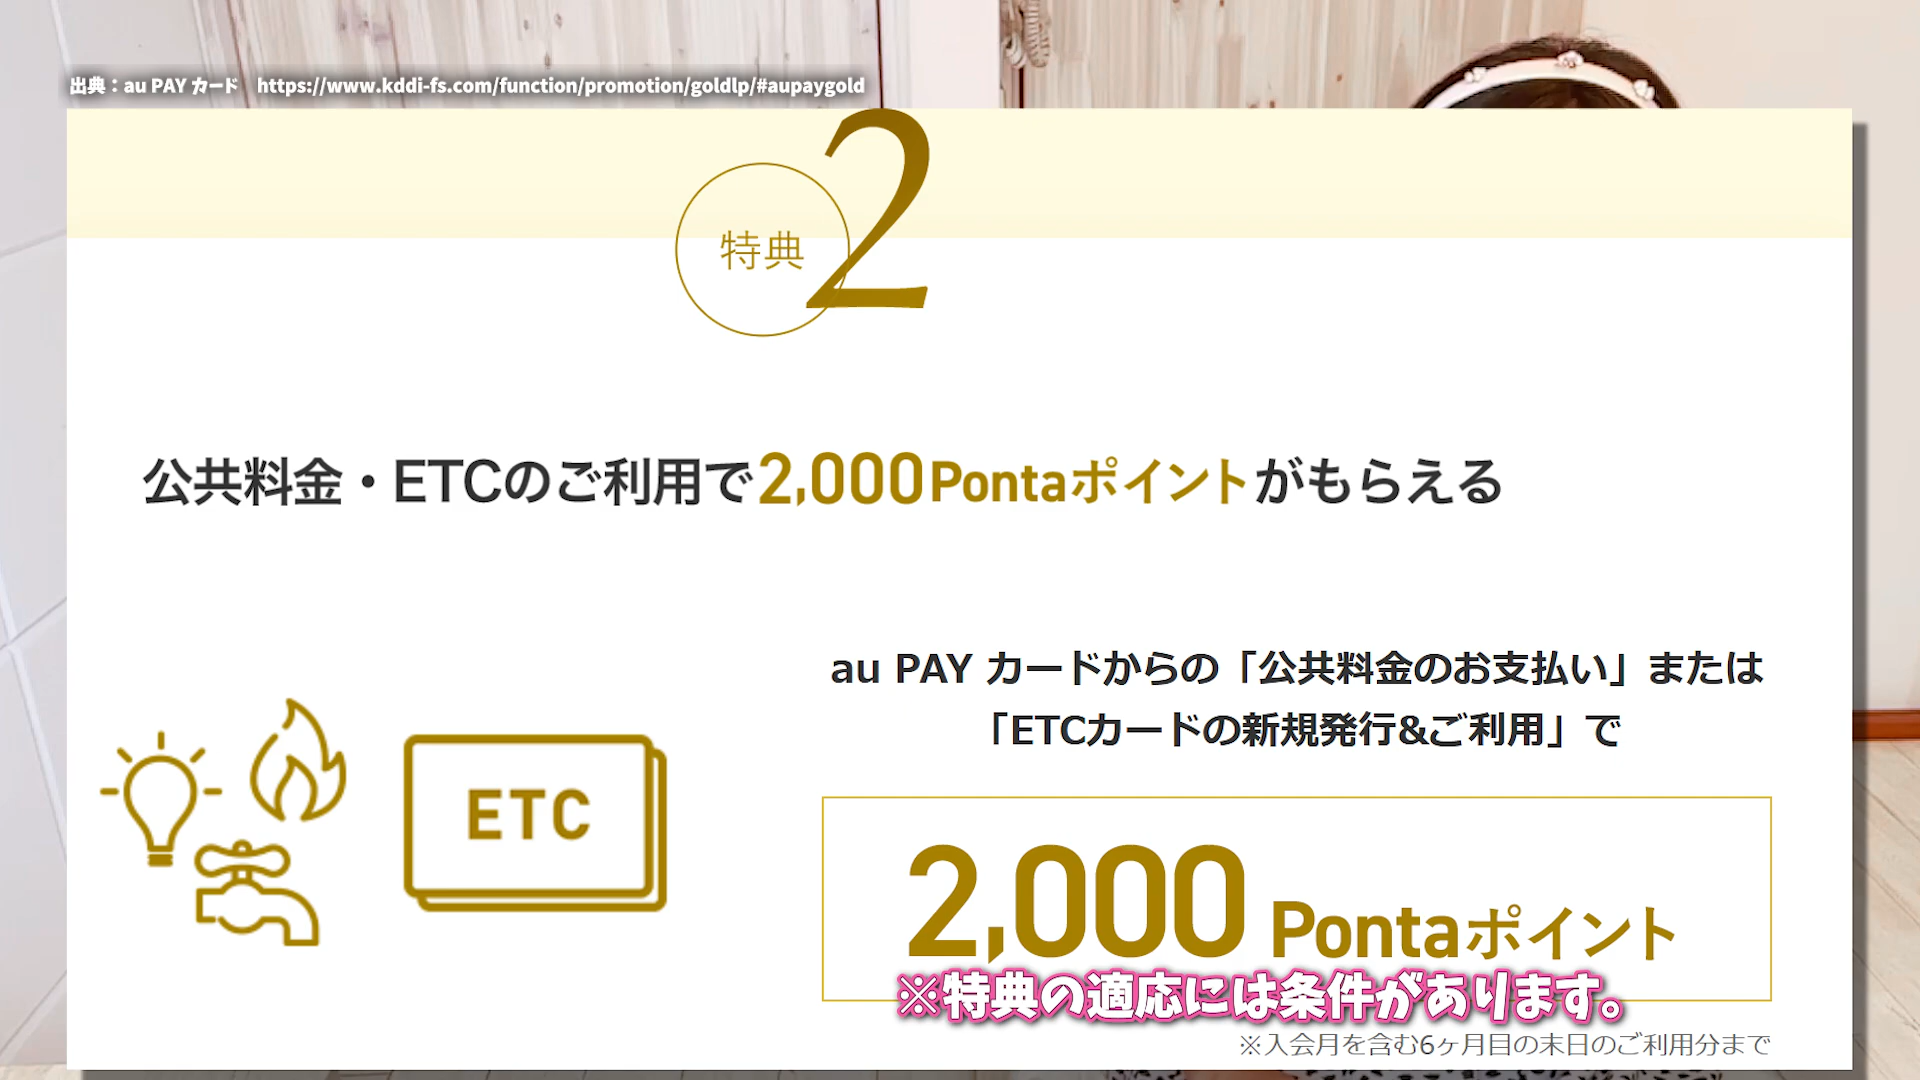 出典：au PAY カード　https://www.kddi-fs.com/function/promotion/goldlp/#aupaygold
特典 2
公共料金・ETCのご利用で2,000Pontaポイントがもらえる
au PAY カードからの「公共料金のお支払い」または
「ETCカードの新規発行&ご利用」で
ETC
2,000 Pontaポイント
※特典の適応には条件があります。
※入会月を含む6ヶ月目の末日のご利用分まで